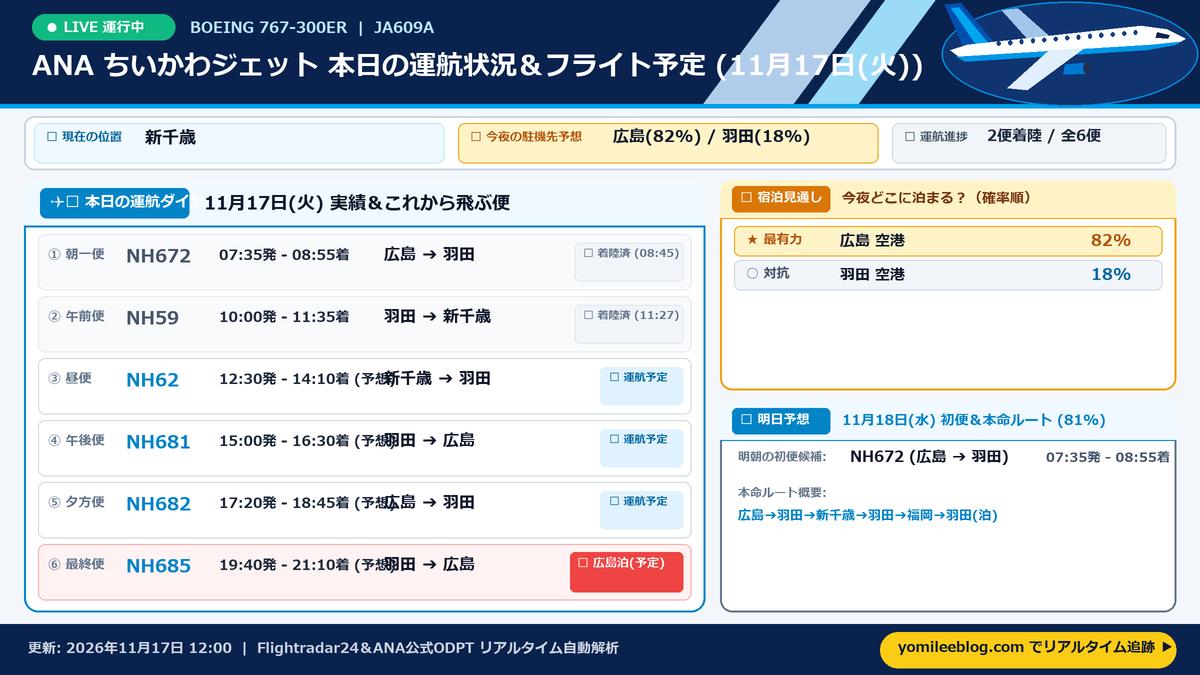 ● LIVE 運行中 BOEING 767-300ER | JA609A
ANA ちいかわジェット 本日の運航状況＆フライト予定 (11月17日(火))
□ 現在の位置 新千歳
□ 今夜の駐機先予想 広島(82%) / 羽田(18%)
□ 運航進捗 2便着陸 / 全6便
✈□ 本日の運航ダイ 11月17日(火) 実績＆これから飛ぶ便
① 朝一便 NH672 07:35発 - 08:55着 広島 → 羽田 □ 着陸済 (08:45)
② 午前便 NH59 10:00発 - 11:35着 羽田 → 新千歳 □ 着陸済 (11:27)
③ 昼便 NH62 12:30発 - 14:10着 (予想 新千歳 → 羽田 □ 運航予定
④ 午後便 NH681 15:00発 - 16:30着 (予想 羽田 → 広島 □ 運航予定
⑤ 夕方便 NH682 17:20発 - 18:45着 (予想 広島 → 羽田 □ 運航予定
⑥ 最終便 NH685 19:40発 - 21:10着 (予想 羽田 → 広島 □ 広島泊(予定)
□ 宿泊見通し 今夜どこに泊まる？ (確率順)
★ 最有力 広島 空港 82%
○ 対抗 羽田 空港 18%
□ 明日予想 11月18日(水) 初便＆本命ルート (81%)
明朝の初便候補: NH672 (広島 → 羽田) 07:35発 - 08:55着
本命ルート概要:
広島→羽田→新千歳→羽田→福岡→羽田(泊)
更新: 2026年11月17日 12:00 | Flightradar24＆ANA公式ODPT リアルタイム自動解析
yomileeblog.com でリアルタイム追跡 ▶